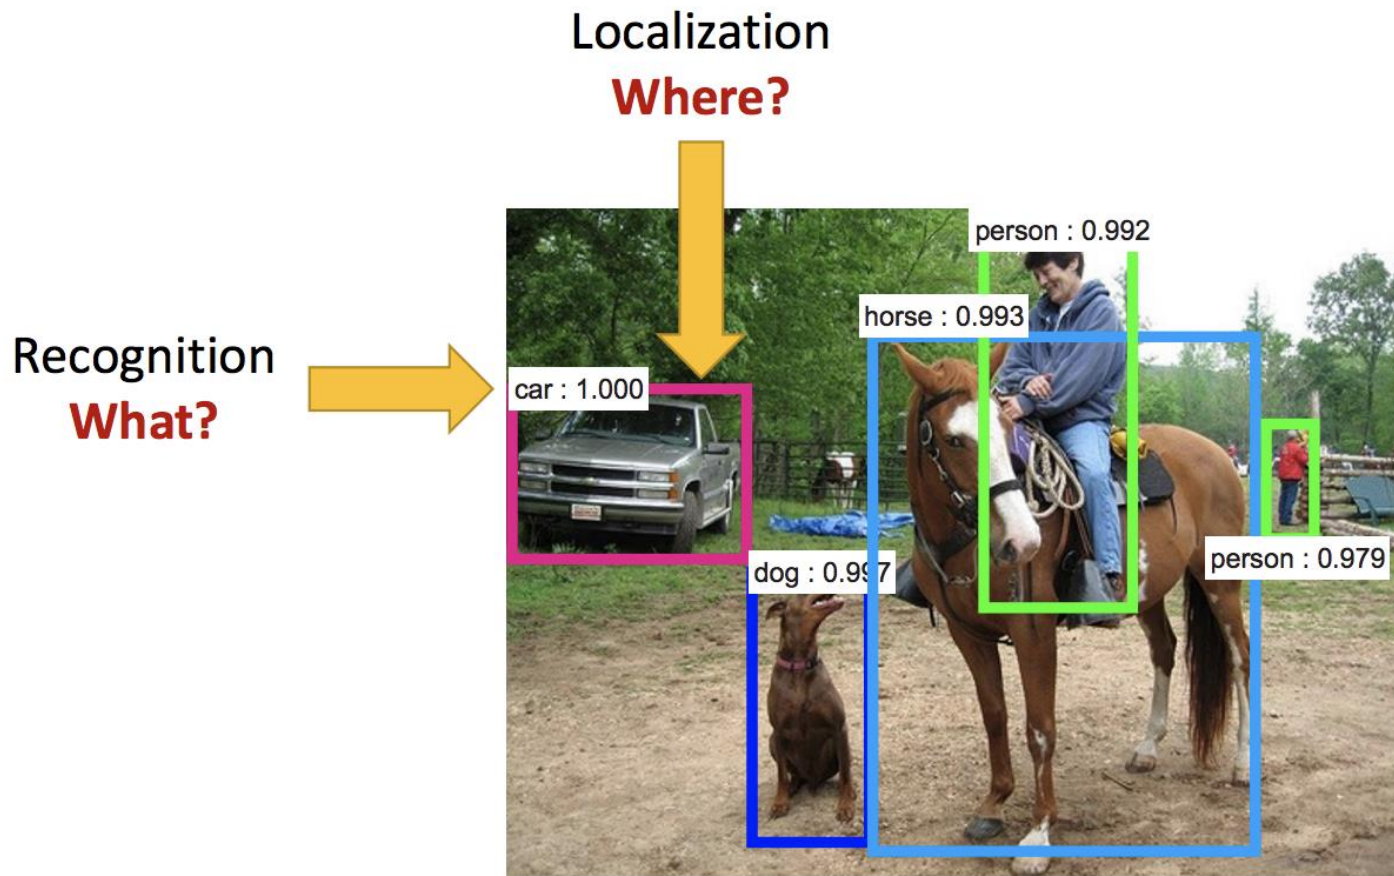 Localization
Where?
person : 0.992
horse : 0.993
Recognition
What?
car : 1.000
dog : 0.997
person : 0.979